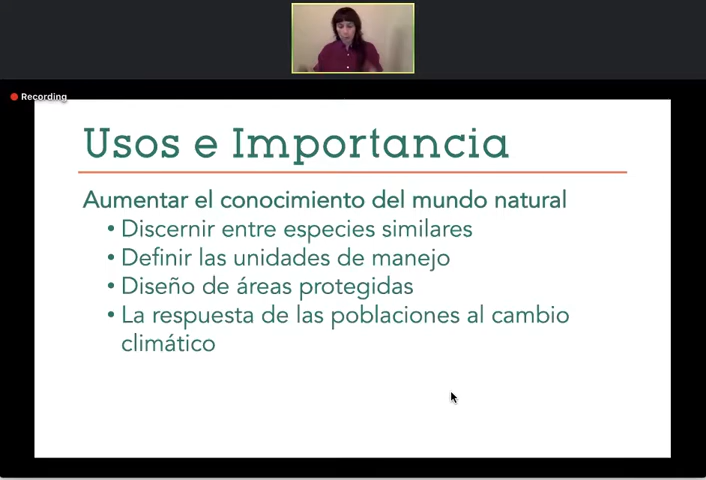 Recording
Usos e Importancia
Aumentar el conocimiento del mundo natural
• Discernir entre especies similares
• Definir las unidades de manejo
• Diseño de áreas protegidas
• La respuesta de las poblaciones al cambio
climático